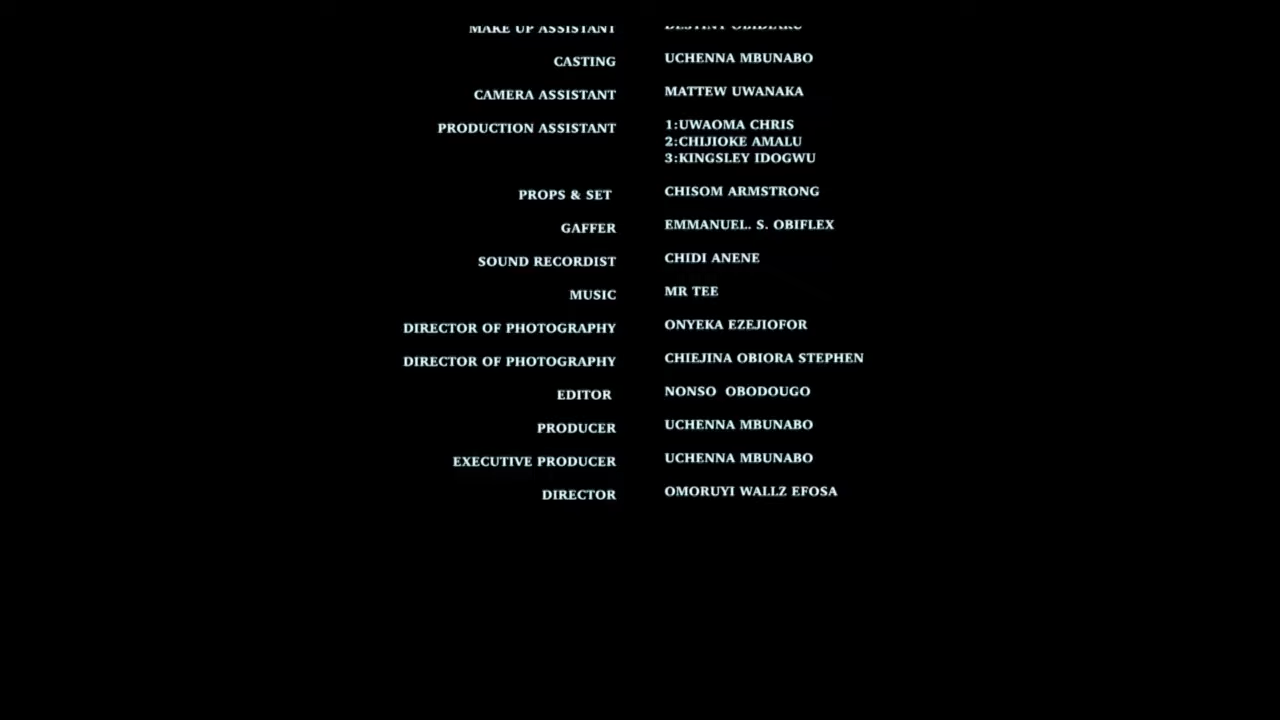 MAKE UP ASSISTANT
CASTING UCHENNA MBUNABO
CAMERA ASSISTANT MATTEW UWANAKA
PRODUCTION ASSISTANT 1:UWAOMA CHRIS
2:CHIJIOKE AMALU
3:KINGSLEY IDOGWU
PROPS & SET CHISOM ARMSTRONG
GAFFER EMMANUEL. S. OBIFLEX
SOUND RECORDIST CHIDI ANENE
MUSIC MR TEE
DIRECTOR OF PHOTOGRAPHY ONYEKA EZEJIOFOR
DIRECTOR OF PHOTOGRAPHY CHIEJINA OBIORA STEPHEN
EDITOR NONSO OBODOUGO
PRODUCER UCHENNA MBUNABO
EXECUTIVE PRODUCER UCHENNA MBUNABO
DIRECTOR OMORUYI WALLZ EFOSA